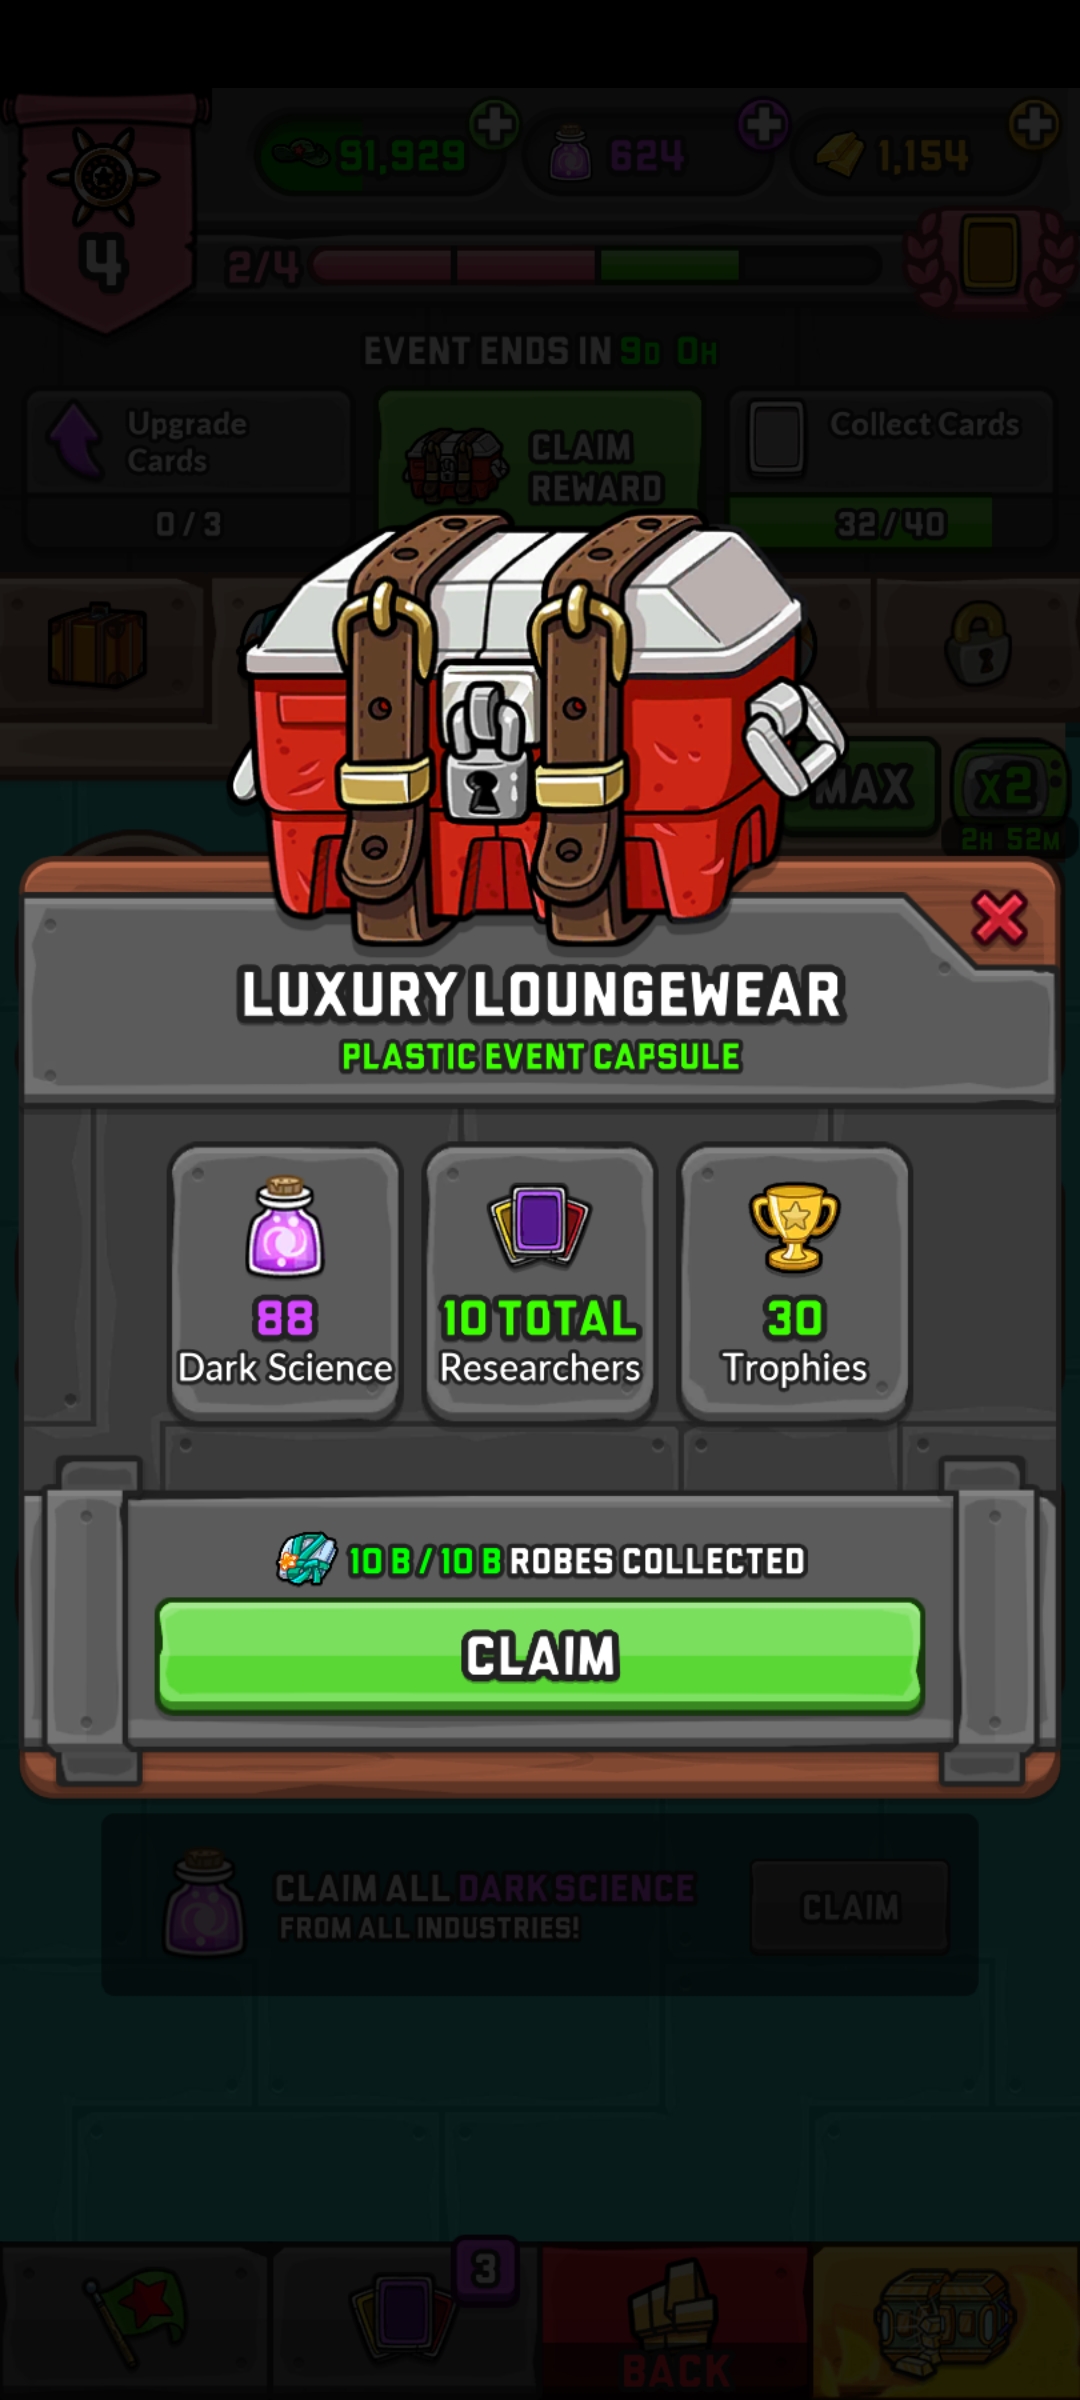 91,929
624
1,154
4
2/4
EVENT ENDS IN 9D 0H
Upgrade
Cards
0 / 3
CLAIM
REWARD
Collect Cards
32 / 40
MAX
x2
2H 52M
LUXURY LOUNGEWEAR
PLASTIC EVENT CAPSULE
88
Dark Science
10 TOTAL
Researchers
30
Trophies
10 B / 10 B ROBES COLLECTED
CLAIM
CLAIM ALL DARK SCIENCE
FROM ALL INDUSTRIES!
CLAIM
3
BACK